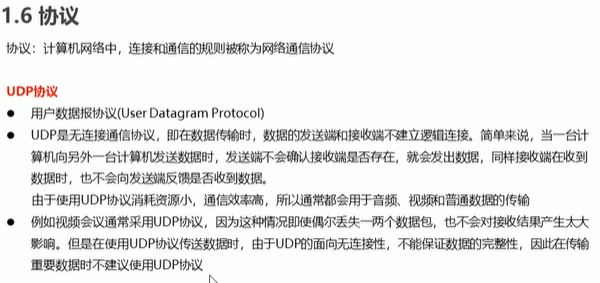 1.6 协议
协议：计算机网络中，连接和通信的规则被称为网络通信协议
UDP协议
● 用户数据报协议(User Datagram Protocol)
● UDP是无连接通信协议，即在数据传输时，数据的发送端和接收端不建立逻辑连接。简单来说，当一台计
算机向另外一台计算机发送数据时，发送端不会确认接收端是否存在，就会发出数据，同样接收端在收到
数据时，也不会向发送端反馈是否收到数据。
由于使用UDP协议消耗资源小，通信效率高，所以通常都会用于音频、视频和普通数据的传输
● 例如视频会议通常采用UDP协议，因为这种情况即使偶尔丢失一两个数据包，也不会对接收结果产生太大
影响。但是在使用UDP协议传送数据时，由于UDP的面向无连接性，不能保证数据的完整性，因此在传输
重要数据时不建议使用UDP协议